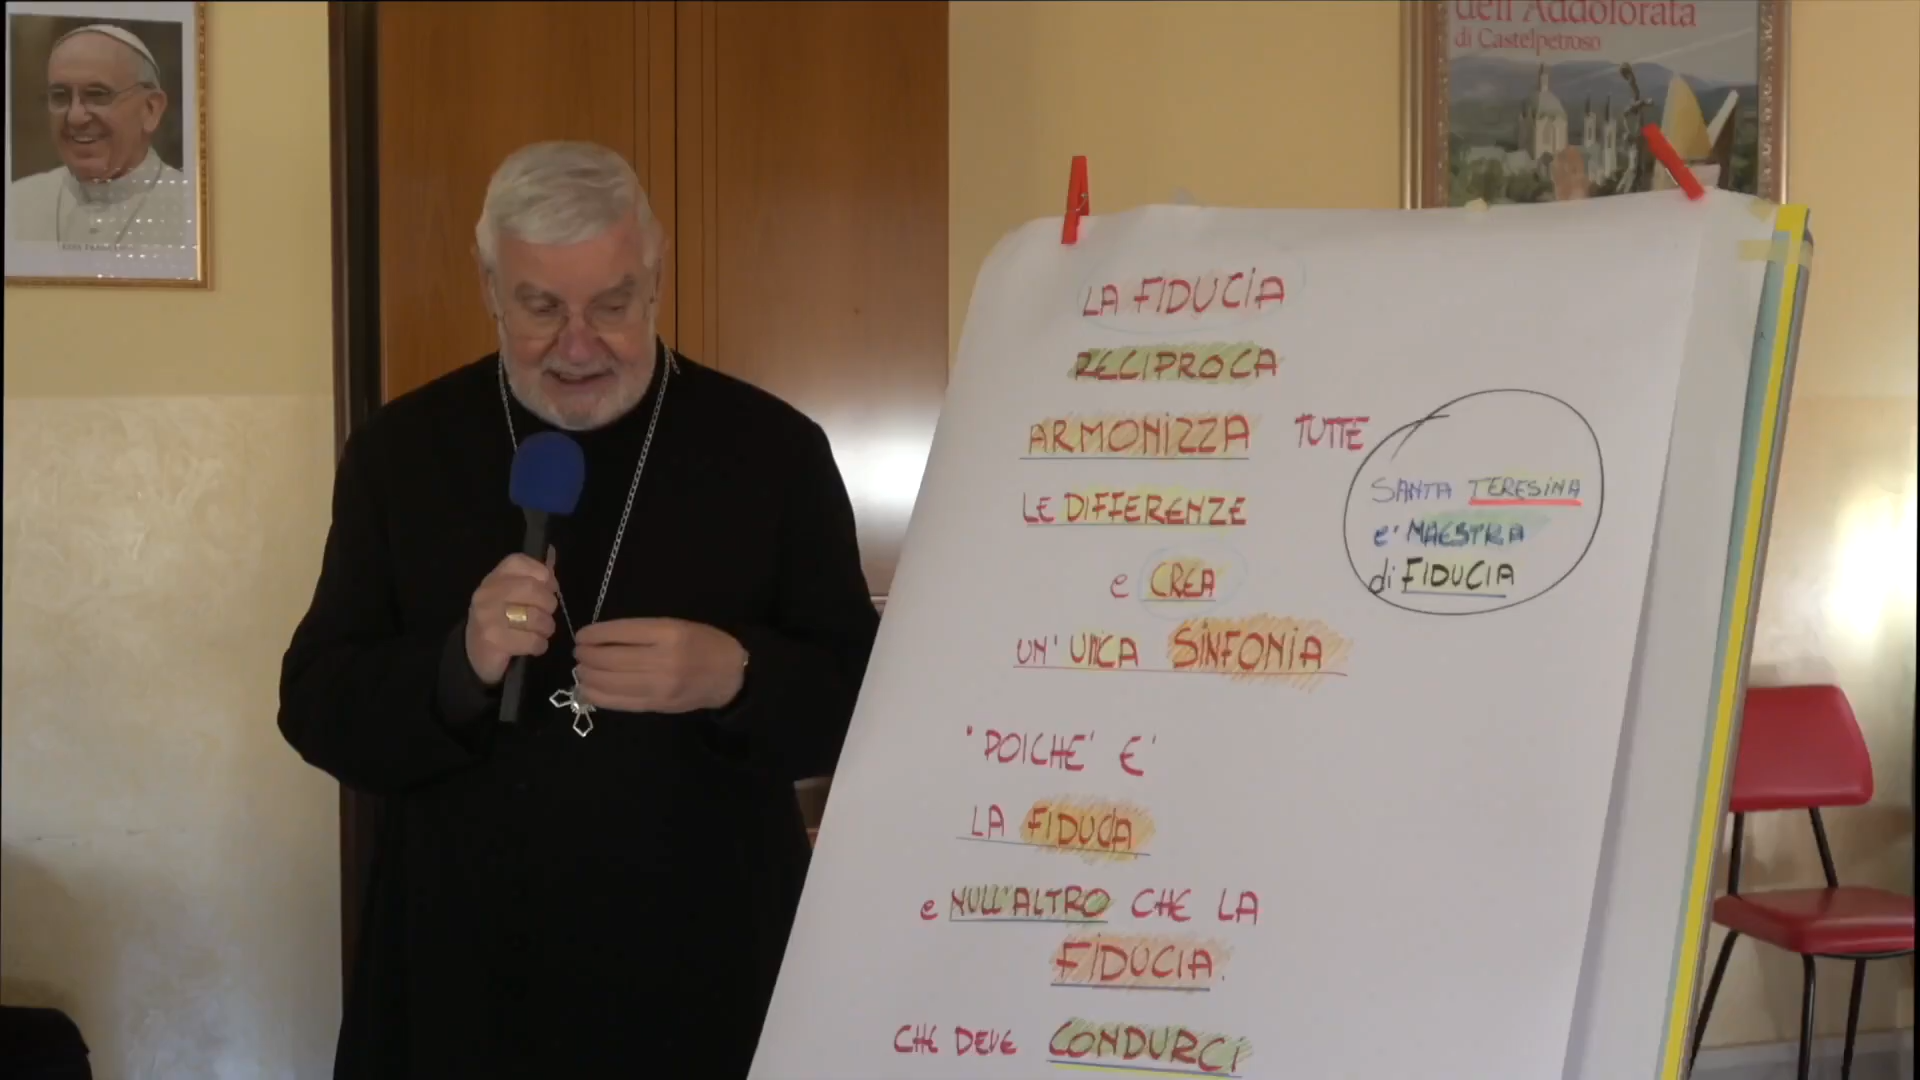 dell'Addolorata
di Castelpetroso
LA FIDUCIA
RECIPROCA
ARMONIZZA TUTTE
LE DIFFERENZE
e CREA
UN' UNICA SINFONIA
SANTA TERESINA
e' MAESTRA
di FIDUCIA
"POICHE' E'
LA FIDUCIA
e NULL'ALTRO CHE LA
FIDUCIA.
CHE DEVE CONDURCI